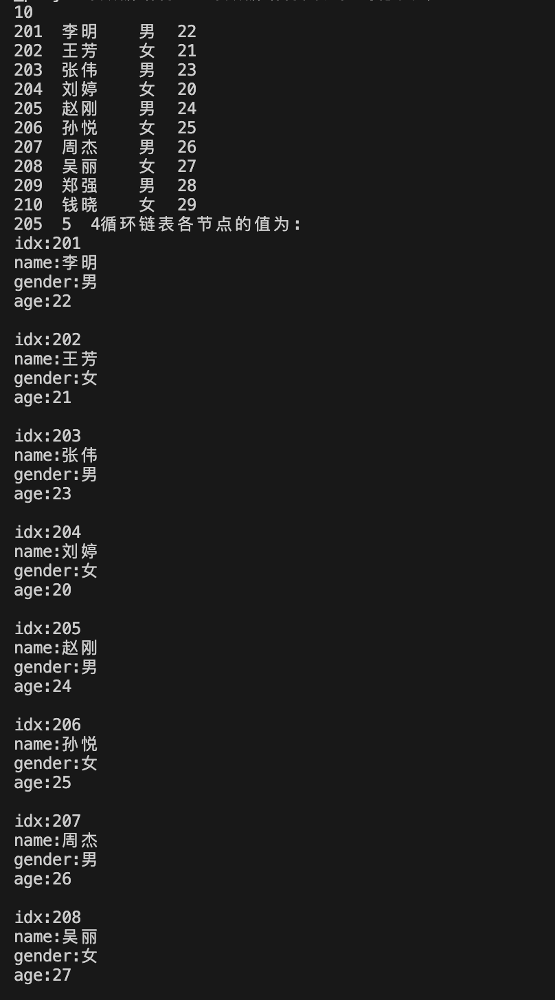 10
201  李明    男  22
202  王芳    女  21
203  张伟    男  23
204  刘婷    女  20
205  赵刚    男  24
206  孙悦    女  25
207  周杰    男  26
208  吴丽    女  27
209  郑强    男  28
210  钱晓    女  29
205  5  4循环链表各节点的值为:
idx:201
name:李明
gender:男
age:22

idx:202
name:王芳
gender:女
age:21

idx:203
name:张伟
gender:男
age:23

idx:204
name:刘婷
gender:女
age:20

idx:205
name:赵刚
gender:男
age:24

idx:206
name:孙悦
gender:女
age:25

idx:207
name:周杰
gender:男
age:26

idx:208
name:吴丽
gender:女
age:27